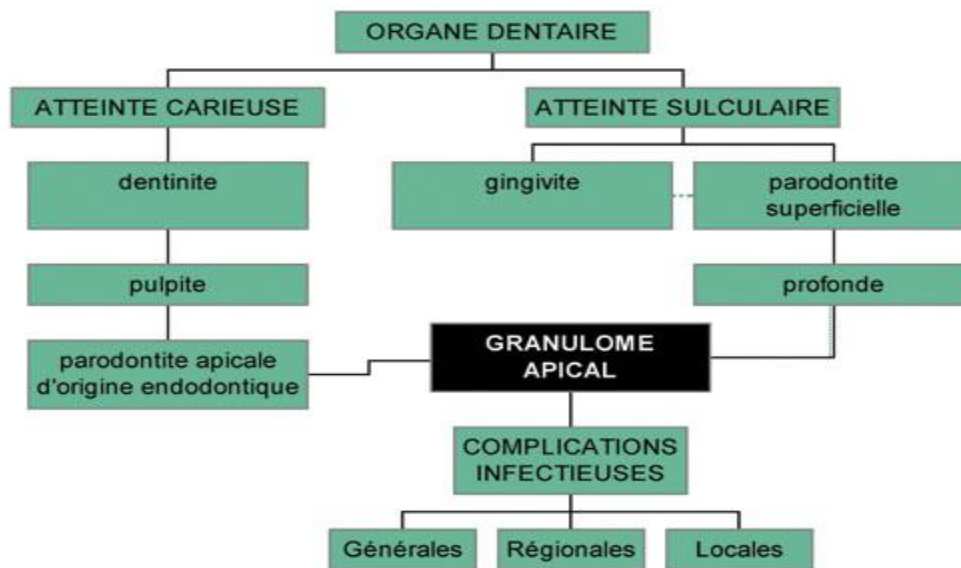 ORGANE DENTAIRE
ATTEINTE CARIEUSE
ATTEINTE SULCULAIRE
dentinite
gingivite
parodontite
superficielle
pulpite
profonde
parodontite apicale
d'origine endodontique
GRANULOME
APICAL
COMPLICATIONS
INFECTIEUSES
Générales
Régionales
Locales